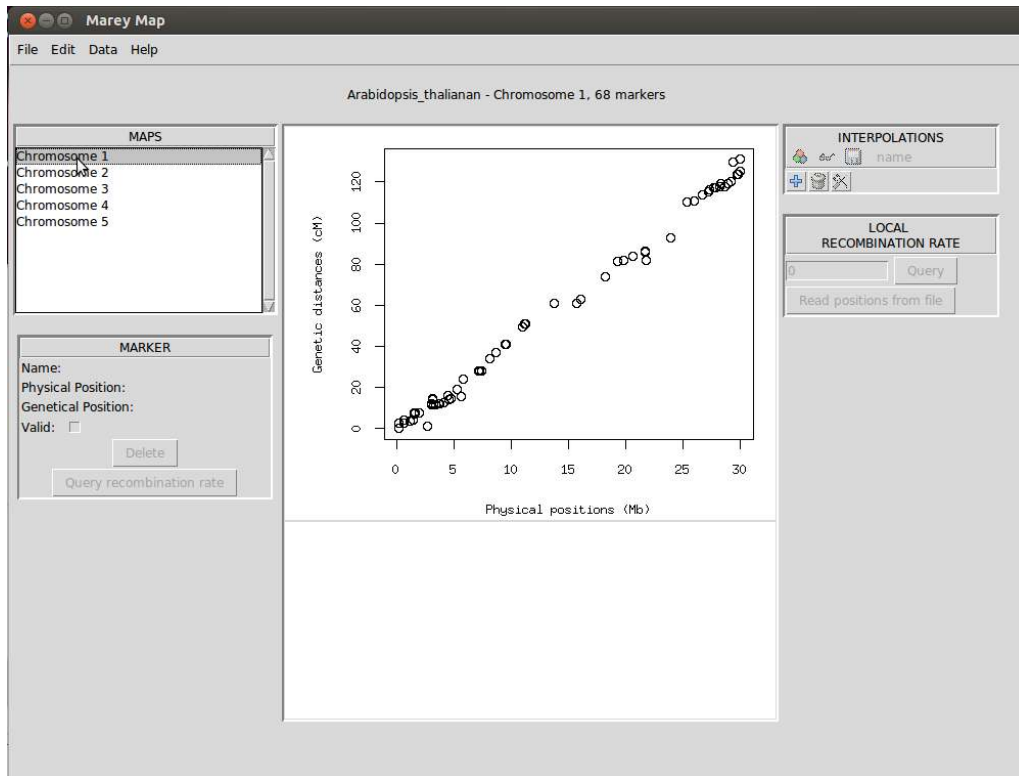 Marey Map
File Edit Data Help
Arabidopsis_thalianan - Chromosome 1, 68 markers
MAPS
Chromosome 1
Chromosome 2
Chromosome 3
Chromosome 4
Chromosome 5
MARKER
Name:
Physical Position:
Genetical Position:
Valid:
Delete
Query recombination rate
Genetic distances (cM)
120
100
80
60
40
20
0
0 5 10 15 20 25 30
Physical positions (Mb)
INTERPOLATIONS
name
LOCAL
RECOMBINATION RATE
0 Query
Read positions from file